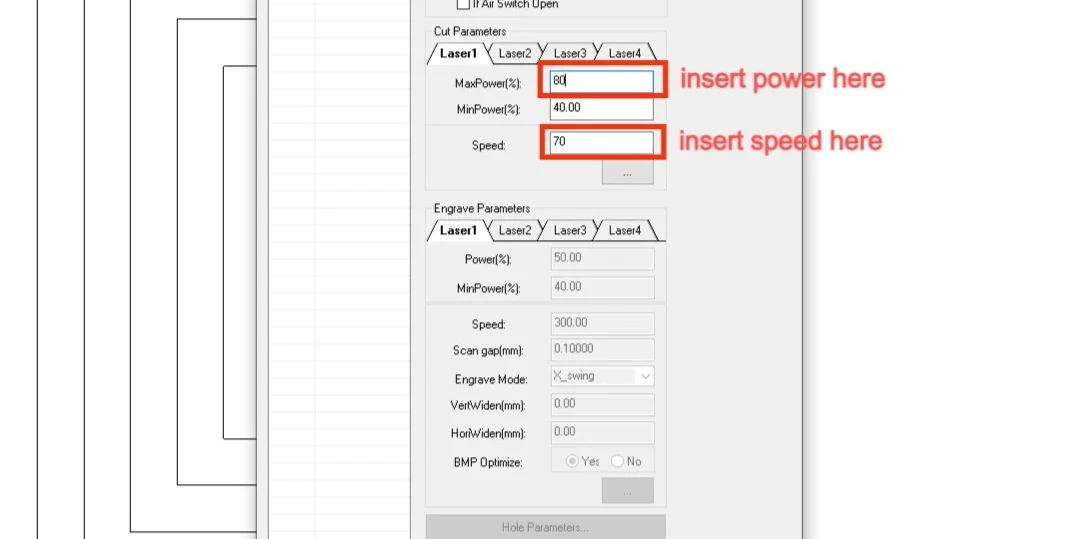 If Air Switch Open
Cut Parameters
Laser1 Laser2 Laser3 Laser4
MaxPower(%): 80 insert power here
MinPower(%): 40.00
Speed: 70 insert speed here
...
Engrave Parameters
Laser1 Laser2 Laser3 Laser4
Power(%): 50.00
MinPower(%): 40.00
Speed: 300.00
Scan gap(mm): 0.10000
Engrave Mode: X_swing
VertWiden(mm): 0.00
HoriWiden(mm): 0.00
BMP Optimize: Yes No
...
Hole Parameters...